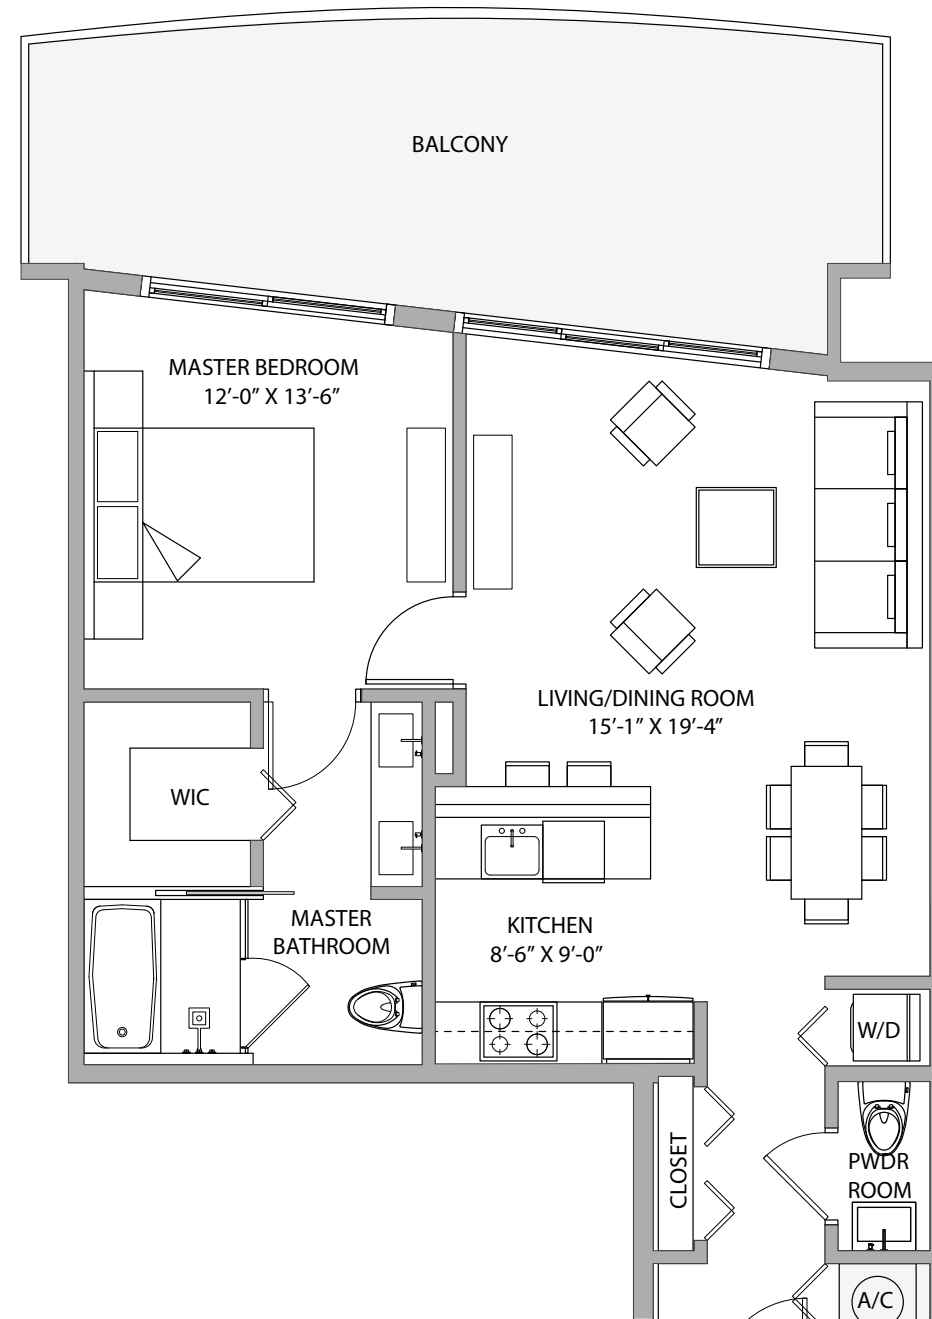 BALCONY
MASTER BEDROOM
12’-0” X 13’-6”
LIVING/DINING ROOM
15’-1” X 19’-4”
WIC
MASTER
BATHROOM
KITCHEN
8’-6” X 9’-0”
W/D
CLOSET
PWDR
ROOM
A/C